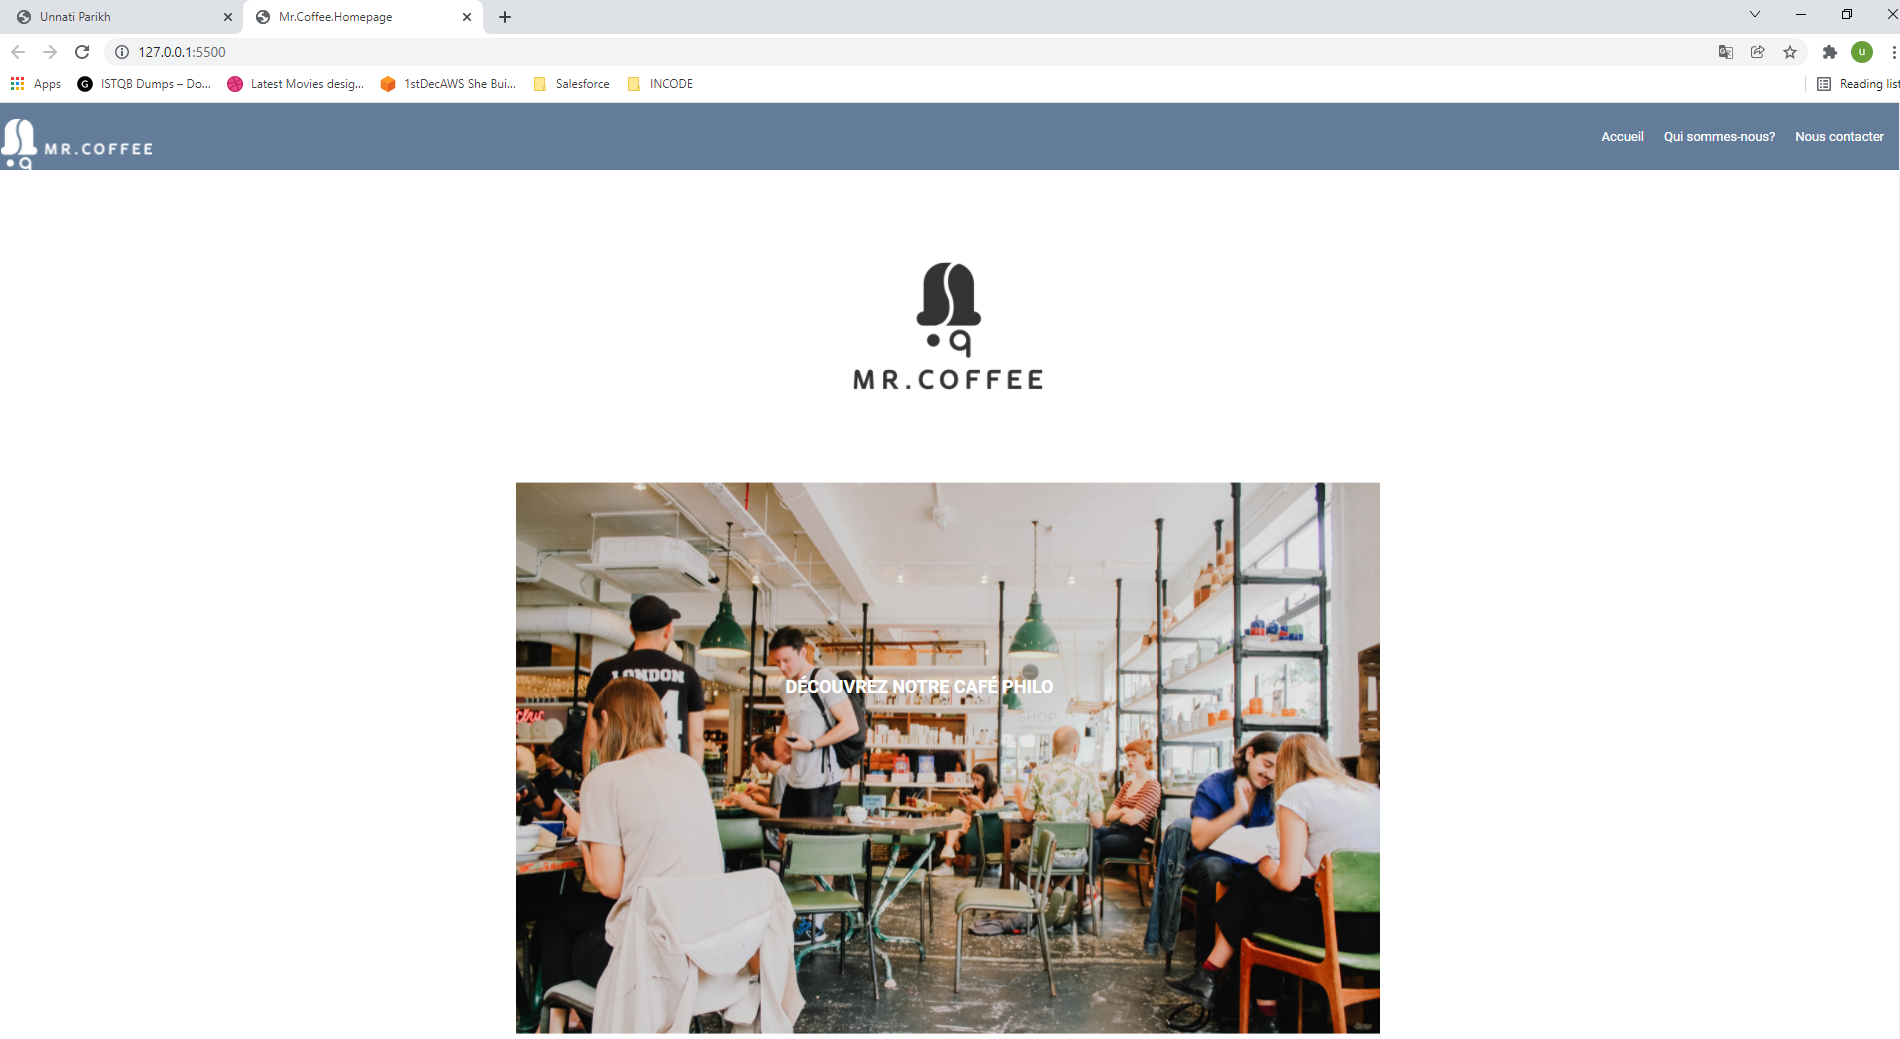 Unnati Parikh
Mr.Coffee.Homepage
127.0.0.1:5500
u
Apps
G
ISTQB Dumps – Do...
Latest Movies desig...
1stDecAWS She Bui...
Salesforce
INCODE
Reading list
MR.COFFEE
Accueil
Qui sommes-nous?
Nous contacter
MR.COFFEE
LONDON
4
DÉCOUVREZ NOTRE CAFÉ PHILO
SHOP